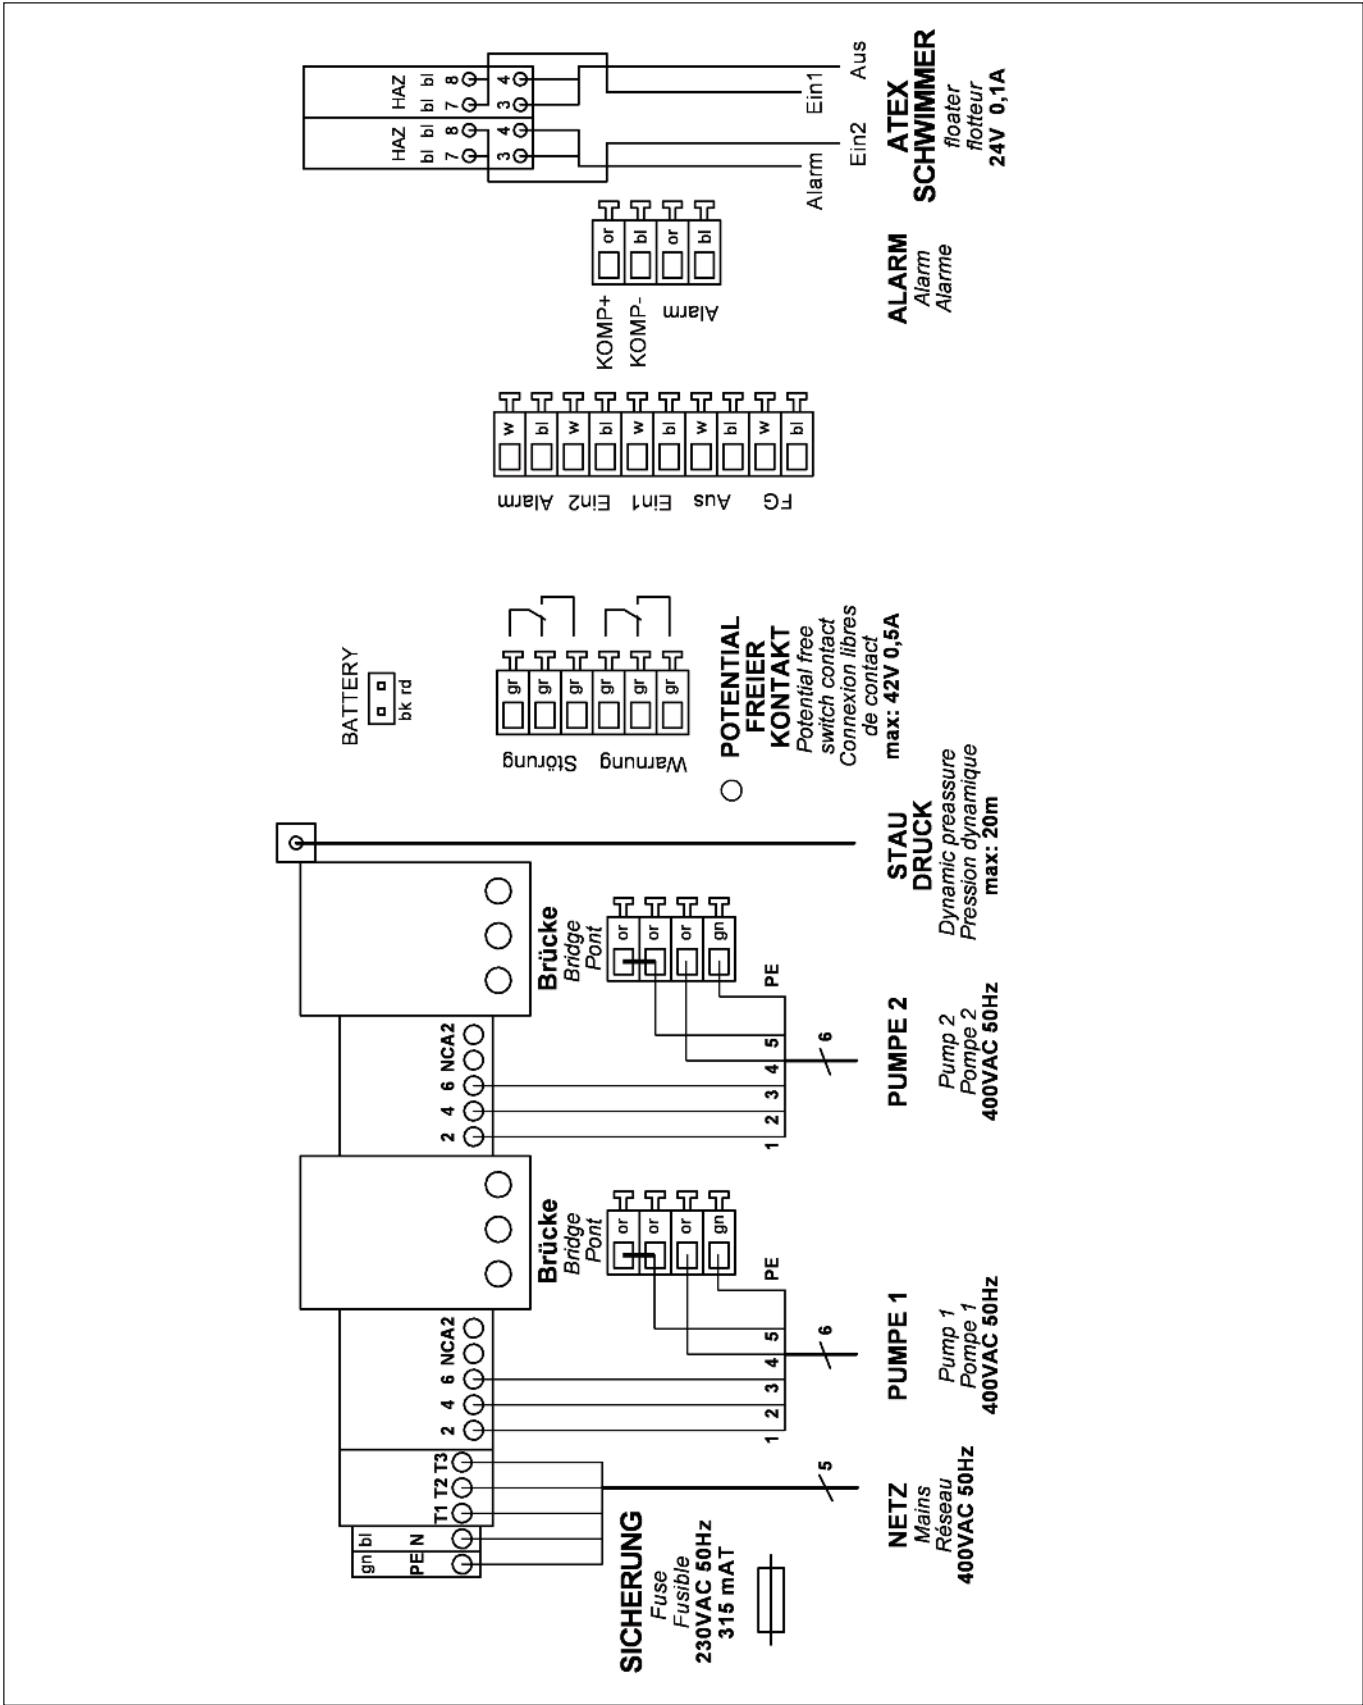 gn bl
PE N
T1 T2 T3
2 4 6 NCA2
2 4 6 NCA2
BATTERY
bk rd
HAZ
bl bl
7 8
3 4
HAZ
bl bl
7 8
3 4
Brücke
Bridge
Pont
or
or
or
gn
1 2 3 4 5 PE
6
Brücke
Bridge
Pont
or
or
or
gn
1 2 3 4 5 PE
6
5
Störung
gr
gr
gr
Warnung
gr
gr
gr
Alarm
w
bl
Ein2
w
bl
Ein1
w
bl
Aus
w
bl
FG
w
bl
KOMP+
or
KOMP-
bl
Alarm
or
bl
Alarm
Ein1
Ein2
Aus
SICHERUNG
Fuse
Fusible
230VAC 50Hz
315 mAT
NETZ
Mains
Réseau
400VAC 50Hz
PUMPE 1
Pump 1
Pompe 1
400VAC 50Hz
PUMPE 2
Pump 2
Pompe 2
400VAC 50Hz
STAU
DRUCK
Dynamic preassure
Pression dynamique
max: 20m
POTENTIAL
FREIER
KONTAKT
Potential free
switch contact
Connexion libres
de contact
max: 42V 0,5A
ALARM
Alarm
Alarme
ATEX
SCHWIMMER
floater
flotteur
24V 0,1A